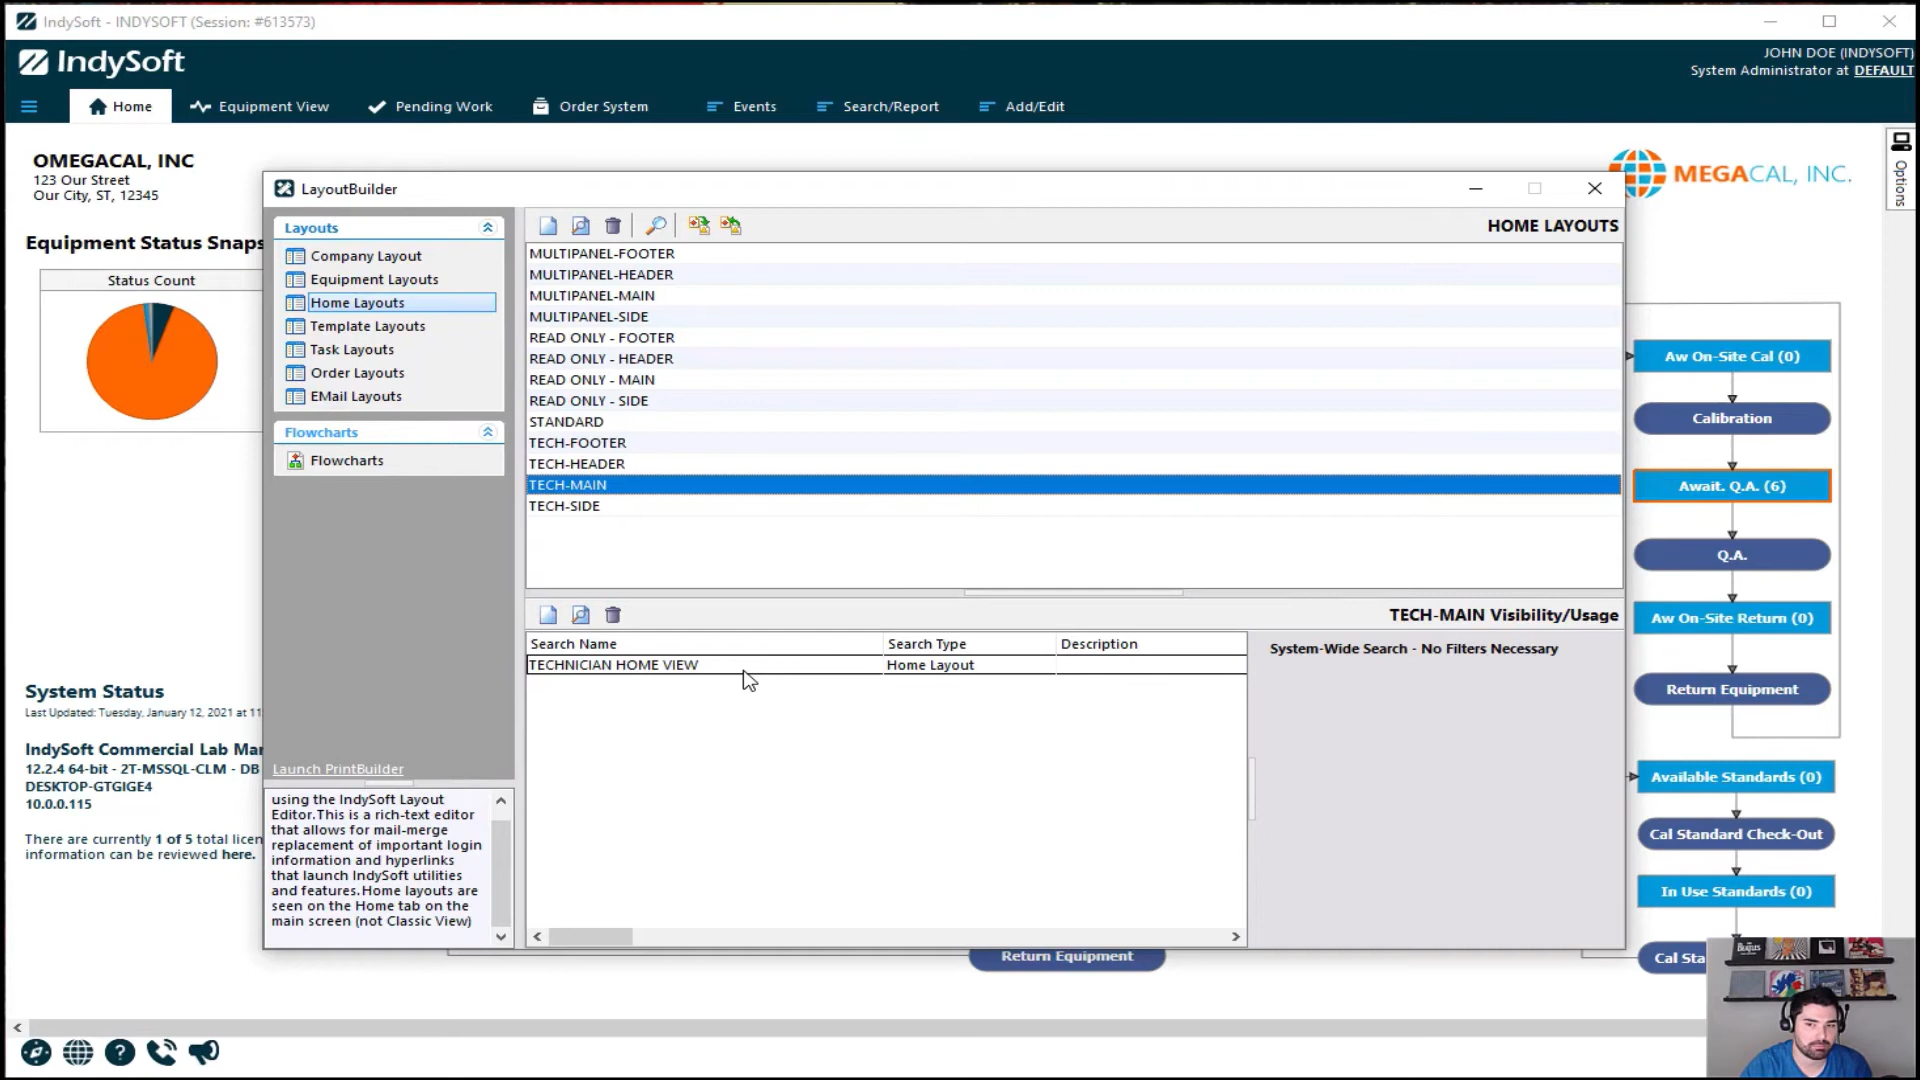 IndySoft - INDYSOFT (Session: #613573)
IndySoft
JOHN DOE (INDYSOFT)
System Administrator at DEFAULT
Home
Equipment View
Pending Work
Order System
Events
Search/Report
Add/Edit
OMEGACAL, INC
123 Our Street
Our City, ST, 12345
MEGACAL, INC.
Options
Equipment Status Snaps
Status Count
System Status
Last Updated: Tuesday, January 12, 2021 at 11
IndySoft Commercial Lab Mar
12.2.4 64-bit - 2T-MSSQL-CLM - DB
DESKTOP-GTGIGE4
10.0.0.115
There are currently 1 of 5 total licen
information can be reviewed here.
LayoutBuilder
Layouts
Company Layout
Equipment Layouts
Home Layouts
Template Layouts
Task Layouts
Order Layouts
EMail Layouts
Flowcharts
Flowcharts
Launch PrintBuilder
using the IndySoft Layout
Editor.This is a rich-text editor
that allows for mail-merge
replacement of important login
information and hyperlinks
that launch IndySoft utilities
and features.Home layouts are
seen on the Home tab on the
main screen (not Classic View)
HOME LAYOUTS
MULTIPANEL-FOOTER
MULTIPANEL-HEADER
MULTIPANEL-MAIN
MULTIPANEL-SIDE
READ ONLY - FOOTER
READ ONLY - HEADER
READ ONLY - MAIN
READ ONLY - SIDE
STANDARD
TECH-FOOTER
TECH-HEADER
TECH-MAIN
TECH-SIDE
TECH-MAIN Visibility/Usage
Search Name Search Type Description
TECHNICIAN HOME VIEW Home Layout
System-Wide Search - No Filters Necessary
Aw On-Site Cal (0)
Calibration
Await. Q.A. (6)
Q.A.
Aw On-Site Return (0)
Return Equipment
Available Standards (0)
Cal Standard Check-Out
In Use Standards (0)
Cal Sta
Return Equipment